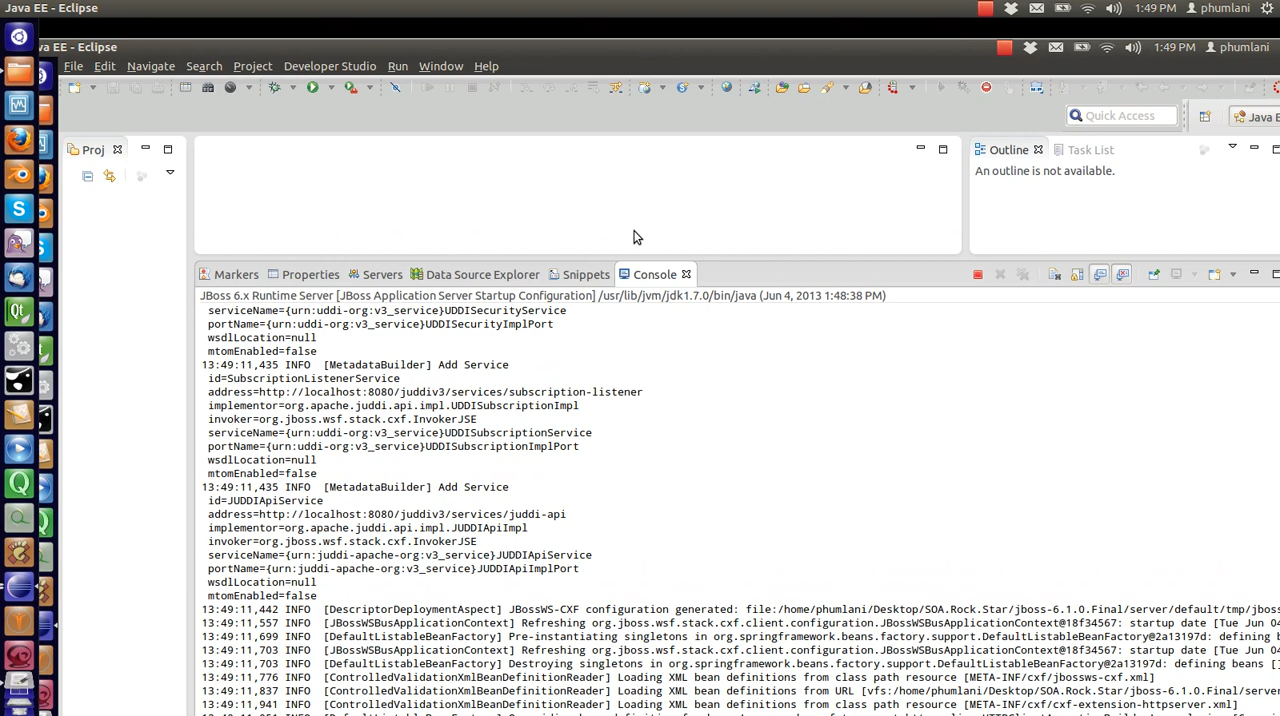 Java EE - Eclipse
1:49 PM phumlani
va EE - Eclipse
1:49 PM phumlani
File Edit Navigate Search Project Developer Studio Run Window Help
Quick Access
Java E
Proj
Outline Task List
An outline is not available.
Markers Properties Servers Data Source Explorer Snippets Console
JBoss 6.x Runtime Server [JBoss Application Server Startup Configuration] /usr/lib/jvm/jdk1.7.0/bin/java (Jun 4, 2013 1:48:38 PM)
serviceName={urn:uddi-org:v3_service}UDDISecurityService
portName={urn:uddi-org:v3_service}UDDISecurityImplPort
wsdlLocation=null
mtomEnabled=false
13:49:11,435 INFO [MetadataBuilder] Add Service
id=SubscriptionListenerService
address=http://localhost:8080/juddiv3/services/subscription-listener
implementor=org.apache.juddi.api.impl.UDDISubscriptionImpl
invoker=org.jboss.wsf.stack.cxf.InvokerJSE
serviceName={urn:uddi-org:v3_service}UDDISubscriptionService
portName={urn:uddi-org:v3_service}UDDISubscriptionImplPort
wsdlLocation=null
mtomEnabled=false
13:49:11,435 INFO [MetadataBuilder] Add Service
id=JUDDIApiService
address=http://localhost:8080/juddiv3/services/juddi-api
implementor=org.apache.juddi.api.impl.JUDDIApiImpl
invoker=org.jboss.wsf.stack.cxf.InvokerJSE
serviceName={urn:juddi-apache-org:v3_service}JUDDIApiService
portName={urn:juddi-apache-org:v3_service}JUDDIApiImplPort
wsdlLocation=null
mtomEnabled=false
13:49:11,442 INFO [DescriptorDeploymentAspect] JBossWS-CXF configuration generated: file:/home/phumlani/Desktop/SOA.Rock.Star/jboss-6.1.0.Final/server/default/tmp/jboss
13:49:11,557 INFO [JBossWSBusApplicationContext] Refreshing org.jboss.wsf.stack.cxf.client.configuration.JBossWSBusApplicationContext@18f34567: startup date [Tue Jun 04
13:49:11,699 INFO [DefaultListableBeanFactory] Pre-instantiating singletons in org.springframework.beans.factory.support.DefaultListableBeanFactory@2a13197d: defining b
13:49:11,703 INFO [JBossWSBusApplicationContext] Refreshing org.jboss.wsf.stack.cxf.client.configuration.JBossWSBusApplicationContext@18f34567: startup date [Tue Jun 04
13:49:11,703 INFO [DefaultListableBeanFactory] Destroying singletons in org.springframework.beans.factory.support.DefaultListableBeanFactory@2a13197d: defining beans []
13:49:11,776 INFO [ControlledValidationXmlBeanDefinitionReader] Loading XML bean definitions from class path resource [META-INF/cxf/jbossws-cxf.xml]
13:49:11,837 INFO [ControlledValidationXmlBeanDefinitionReader] Loading XML bean definitions from URL [vfs:/home/phumlani/Desktop/SOA.Rock.Star/jboss-6.1.0.Final/server
13:49:11,941 INFO [ControlledValidationXmlBeanDefinitionReader] Loading XML bean definitions from class path resource [META-INF/cxf/cxf-extension-httpserver.xml]